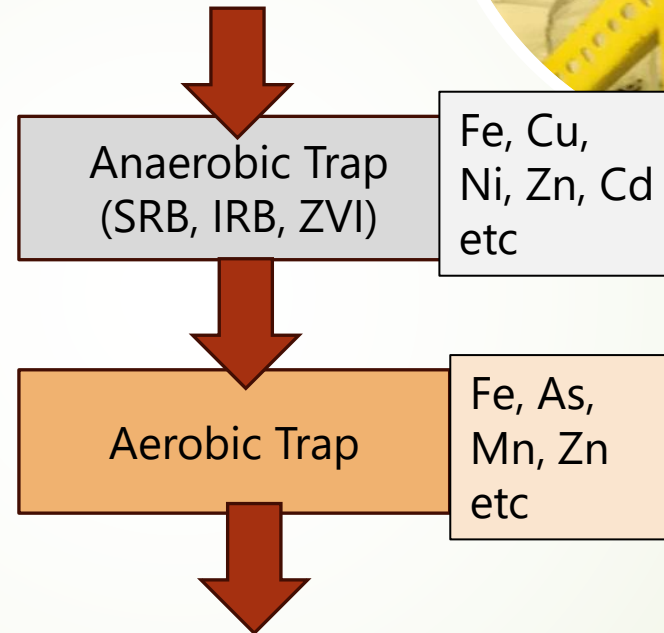 Anaerobic Trap
(SRB, IRB, ZVI)
Fe, Cu,
Ni, Zn, Cd
etc
Aerobic Trap
Fe, As,
Mn, Zn
etc